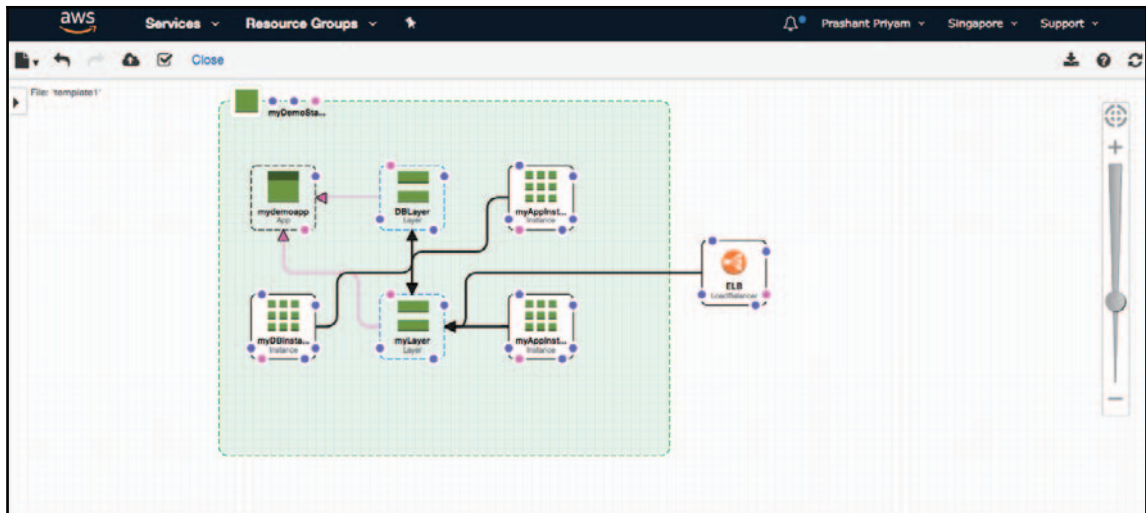 aws Services Resource Groups Prashant Priyam Singapore Support
Close
File: 'template1'
myDemoSta...
mydemoapp
App
DBLayer
Layer
myAppInst...
Instance
ELB
LoadBalancer
myDBInsta...
Instance
myLayer
Layer
myAppInst...
Instance